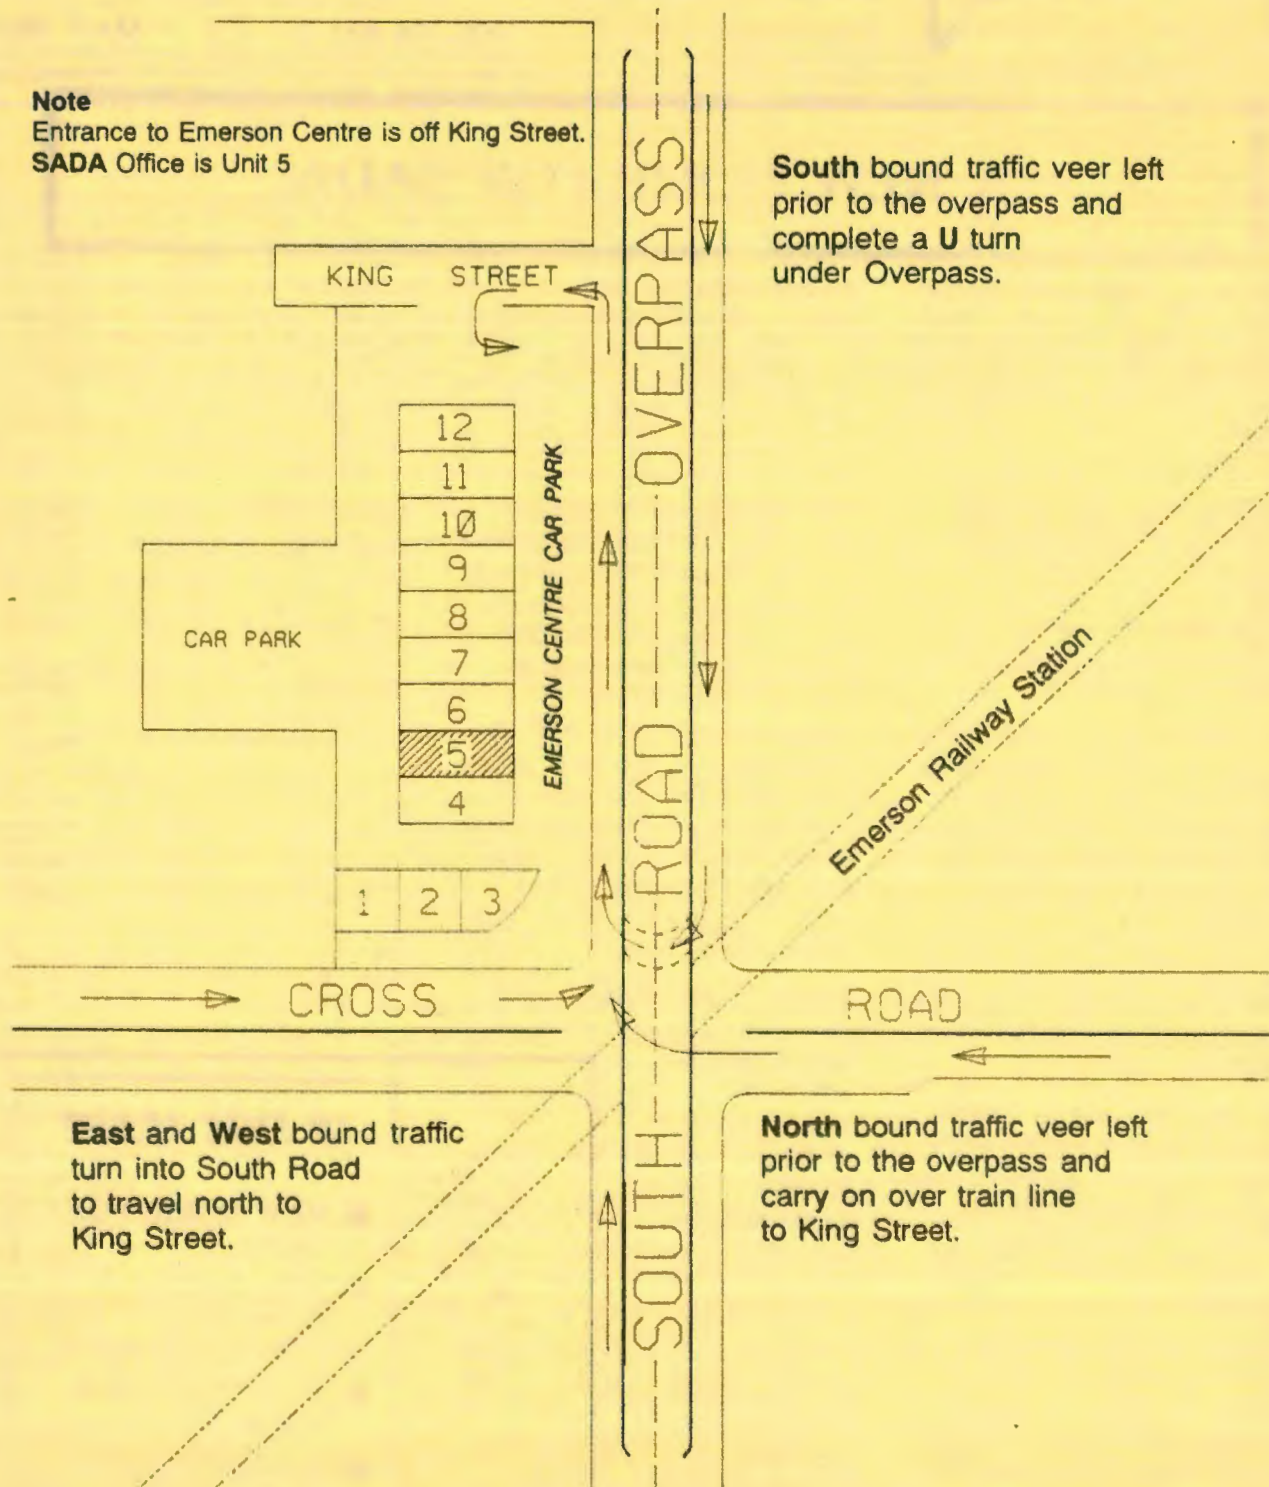 Note
Entrance to Emerson Centre is off King Street.
SADA Office is Unit 5
South bound traffic veer left
prior to the overpass and
complete a U turn
under Overpass.
KING STREET
12
11
10
9
8
7
6
5
4
EMERSON CENTRE CAR PARK
CAR PARK
1 2 3
SOUTH ROAD OVERPASS
Emerson Railway Station
CROSS ROAD
East and West bound traffic
turn into South Road
to travel north to
King Street.
North bound traffic veer left
prior to the overpass and
carry on over train line
to King Street.